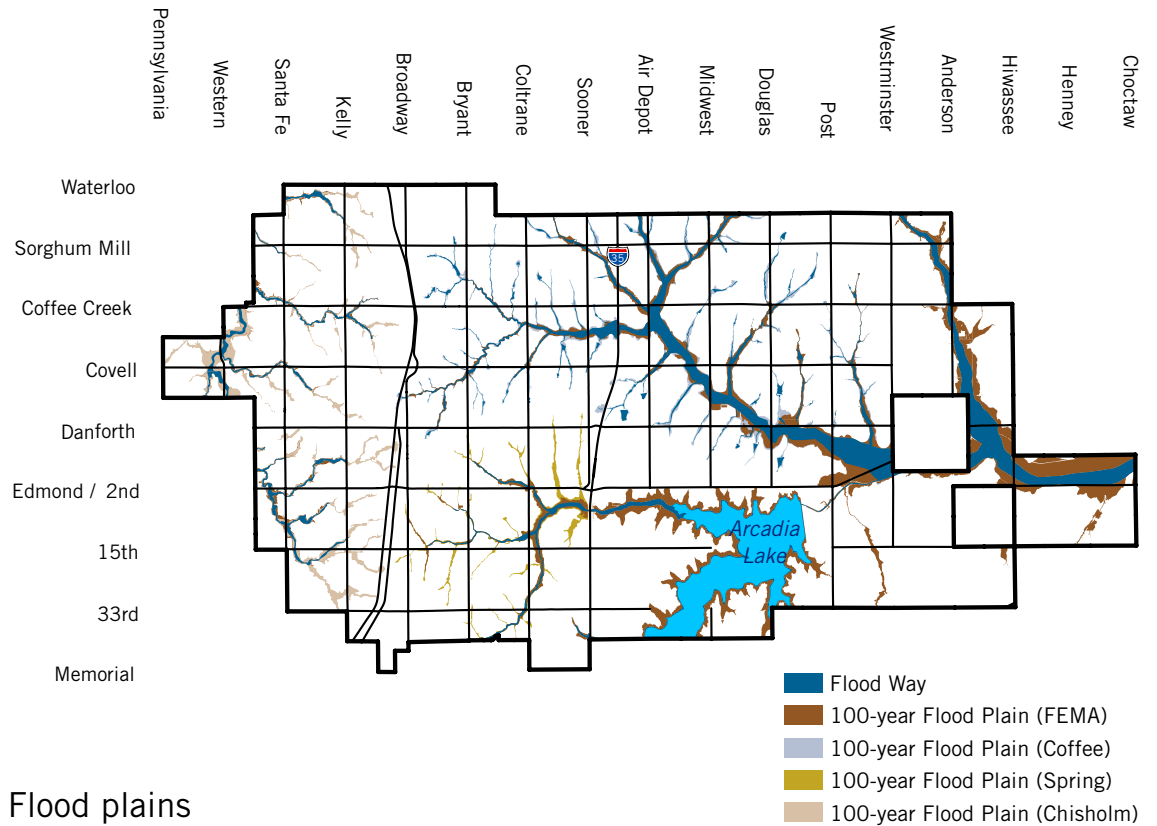 Pennsylvania
Western
Santa Fe
Kelly
Broadway
Bryant
Coltrane
Sooner
Air Depot
Midwest
Douglas
Post
Westminster
Anderson
Hiwassee
Henney
Choctaw
Waterloo
Sorghum Mill
Coffee Creek
Covell
Danforth
Edmond / 2nd
15th
33rd
Memorial
35
Arcadia
Lake
Flood Way
100-year Flood Plain (FEMA)
100-year Flood Plain (Coffee)
100-year Flood Plain (Spring)
100-year Flood Plain (Chisholm)
Flood plains